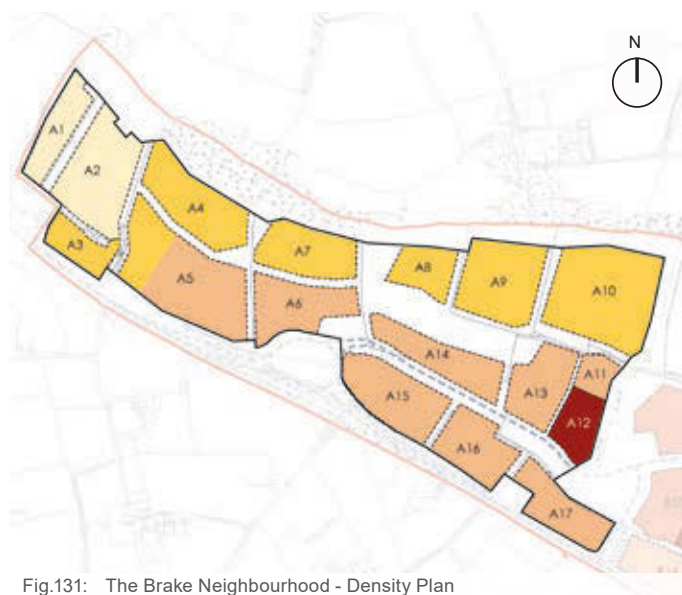 N
A1
A2
A3
A4
A5
A6
A7
A8
A9
A10
A11
A12
A13
A14
A15
A16
A17
Fig.131: The Brake Neighbourhood - Density Plan